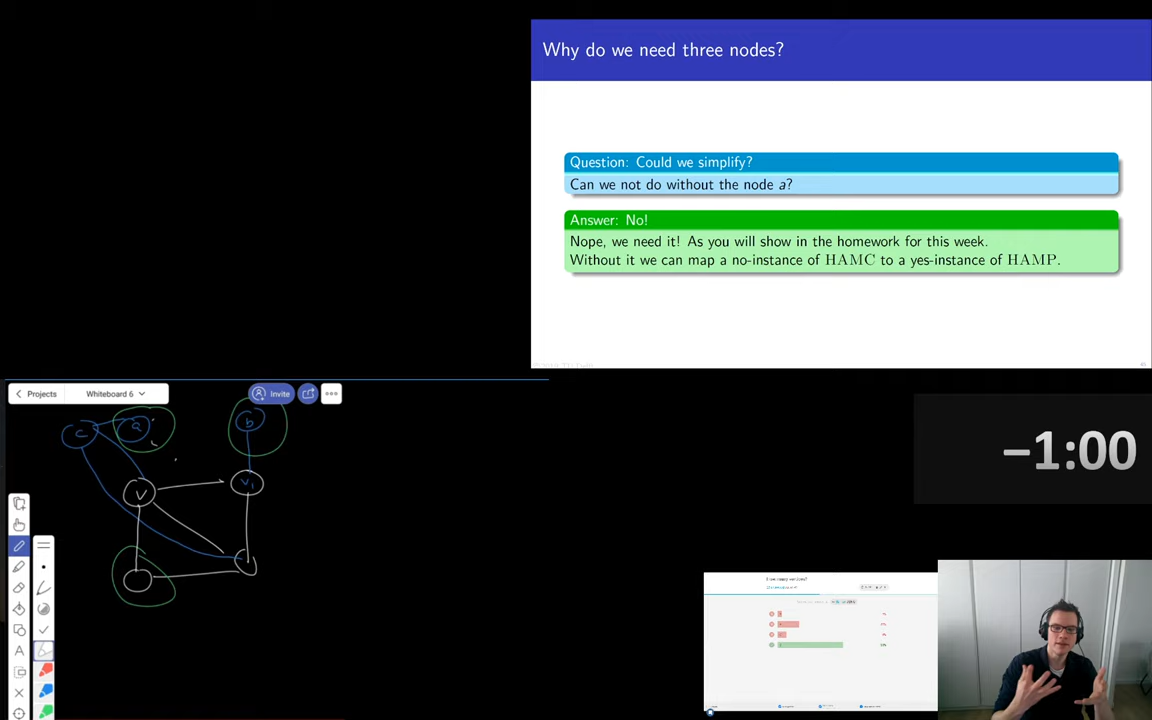 Why do we need three nodes?
Question: Could we simplify?
Can we not do without the node a?
Answer: No!
Nope, we need it! As you will show in the homework for this week.
Without it we can map a no-instance of HAMC to a yes-instance of HAMP.
Projects
Whiteboard 6
Invite
c
a
b
v
v1
A
−1:00